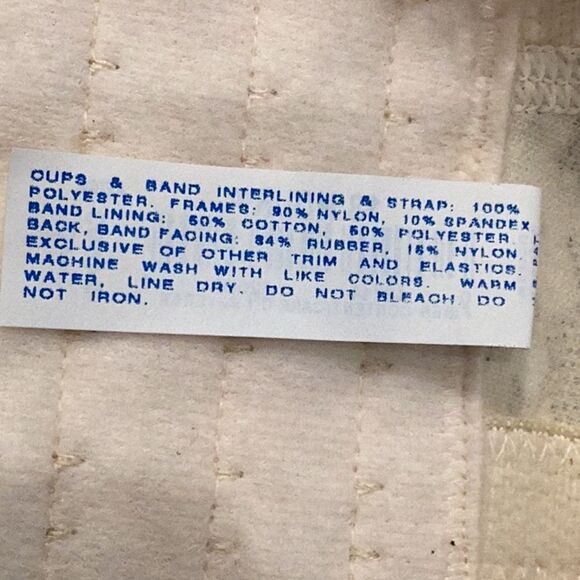 CUPS & BAND INTERLINING & STRAP: 100%
POLYESTER. FRAMES: 90% NYLON, 10% SPANDEX
BAND LINING: 50% COTTON, 50% POLYESTER
BACK, BAND FACING: 84% RUBBER, 16% NYLON.
EXCLUSIVE OF OTHER TRIM AND ELASTICS.
MACHINE WASH WITH LIKE COLORS. WARM
WATER, LINE DRY. DO NOT BLEACH. DO
NOT IRON.